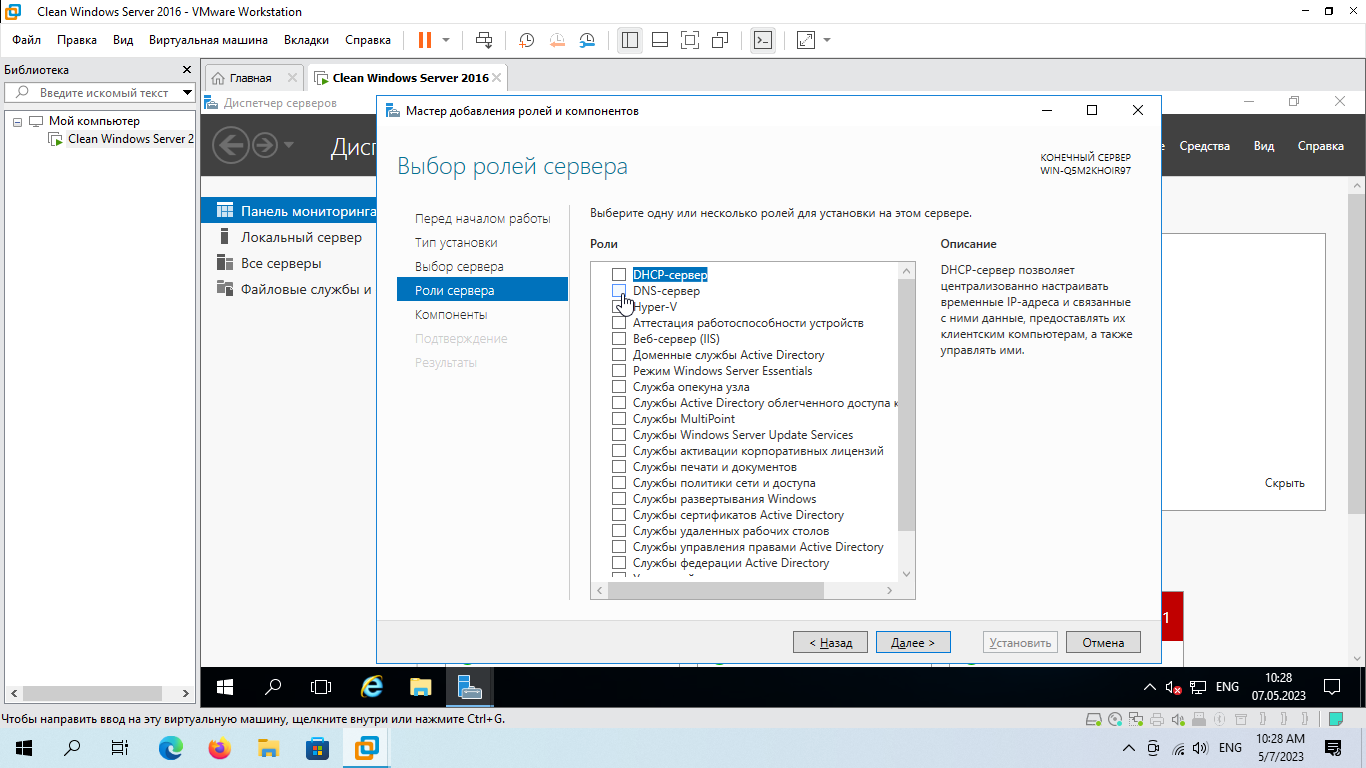 Clean Windows Server 2016 - VMware Workstation
Файл Правка Вид Виртуальная машина Вкладки Справка
Библиотека
Введите искомый текст
Мой компьютер
Clean Windows Server 2
Главная
Clean Windows Server 2016
Диспетчер серверов
Дисп
Средства Вид Справка
Панель мониторинга
Локальный сервер
Все серверы
Файловые службы и
Мастер добавления ролей и компонентов
Выбор ролей сервера
КОНЕЧНЫЙ СЕРВЕР
WIN-Q5M2KHOIR97
Перед началом работы
Тип установки
Выбор сервера
Роли сервера
Компоненты
Подтверждение
Результаты
Выберите одну или несколько ролей для установки на этом сервере.
Роли
DHCP-сервер
DNS-сервер
Hyper-V
Аттестация работоспособности устройств
Веб-сервер (IIS)
Доменные службы Active Directory
Режим Windows Server Essentials
Служба опекуна узла
Службы Active Directory облегченного доступа к
Службы MultiPoint
Службы Windows Server Update Services
Службы активации корпоративных лицензий
Службы печати и документов
Службы политики сети и доступа
Службы развертывания Windows
Службы сертификатов Active Directory
Службы удаленных рабочих столов
Службы управления правами Active Directory
Службы федерации Active Directory
Описание
DHCP-сервер позволяет
централизованно настраивать
временные IP-адреса и связанные
с ними данные, предоставлять их
клиентским компьютерам, а также
управлять ими.
Скрыть
1
< Назад
Далее >
Установить
Отмена
ENG
10:28
07.05.2023
Чтобы направить ввод на эту виртуальную машину, щелкните внутри или нажмите Ctrl+G.
ENG
10:28 AM
5/7/2023